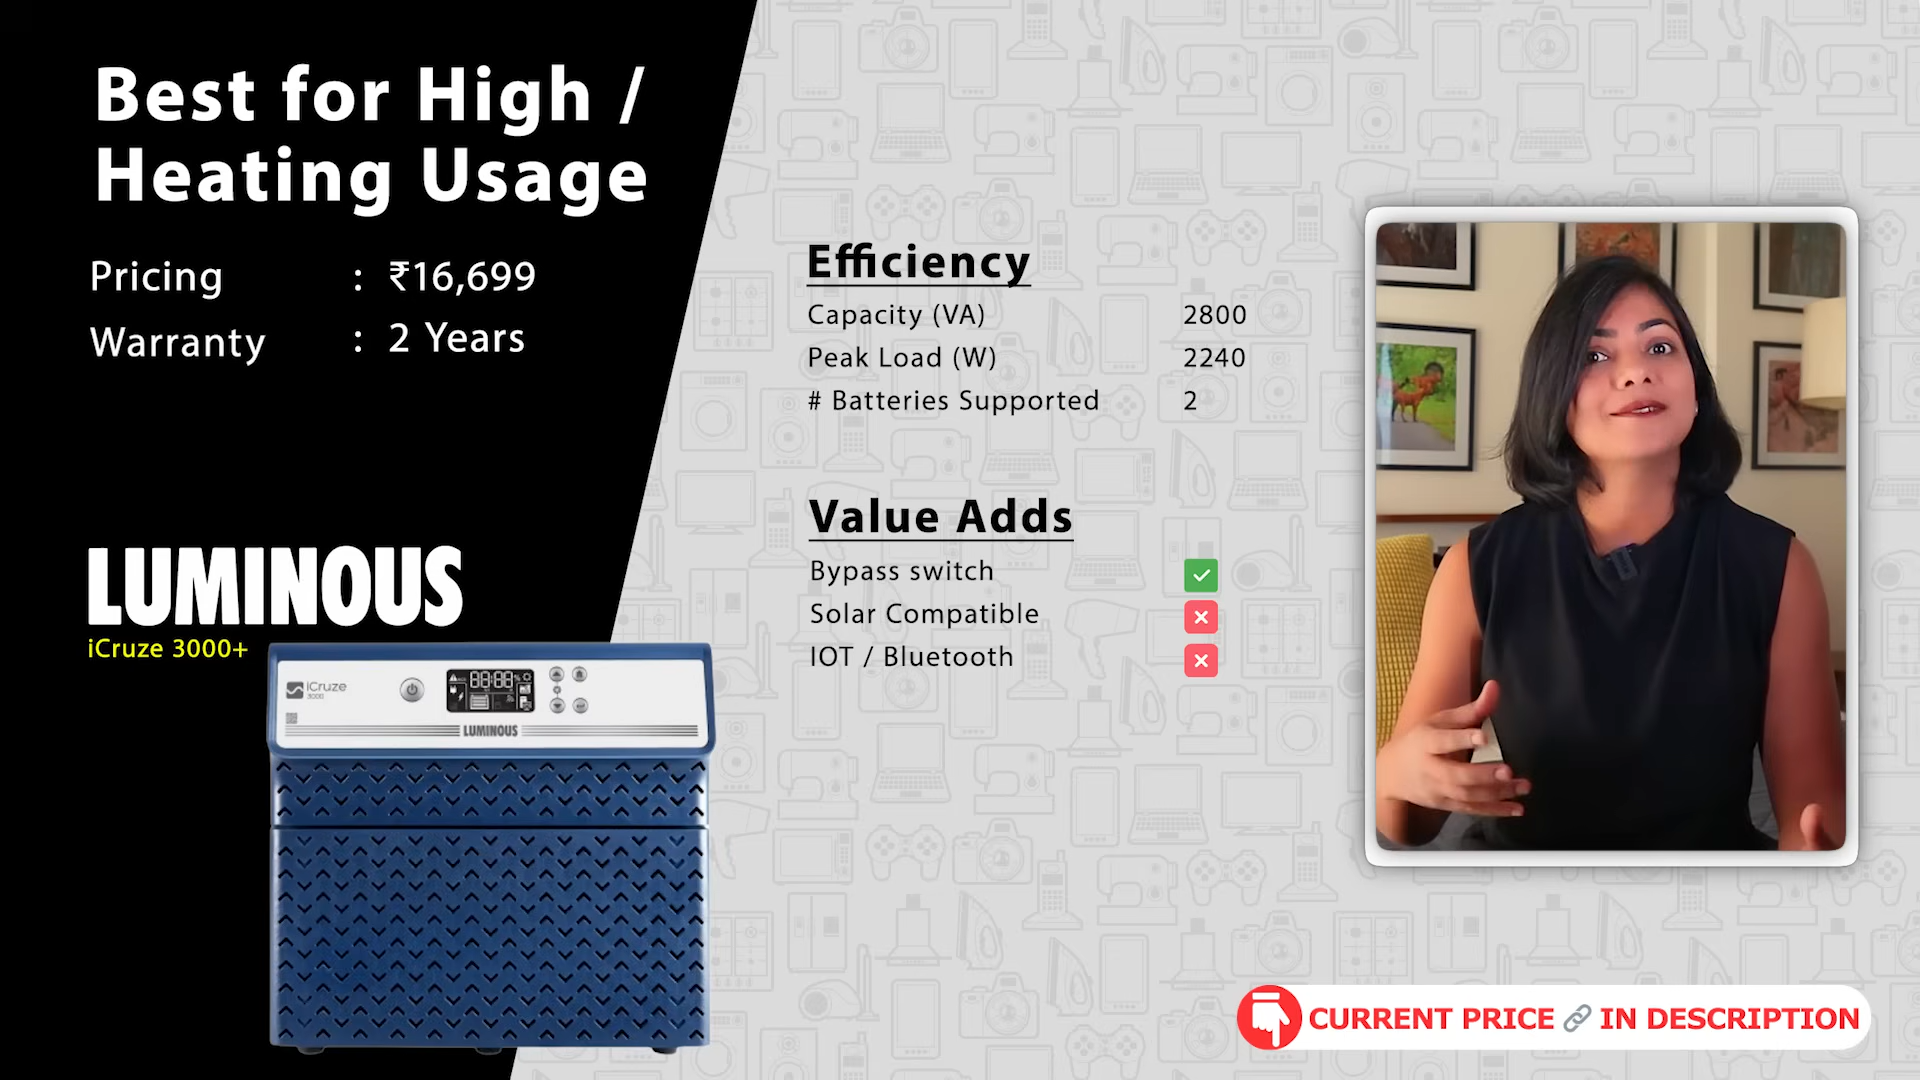 Best for High /
Heating Usage
Pricing : ₹16,699
Warranty : 2 Years
LUMINOUS
iCruze 3000+
iCruze
3000
88:88
LUMINOUS
Efficiency
Capacity (VA) 2800
Peak Load (W) 2240
# Batteries Supported 2
Value Adds
Bypass switch
Solar Compatible
IOT / Bluetooth
CURRENT PRICE IN DESCRIPTION